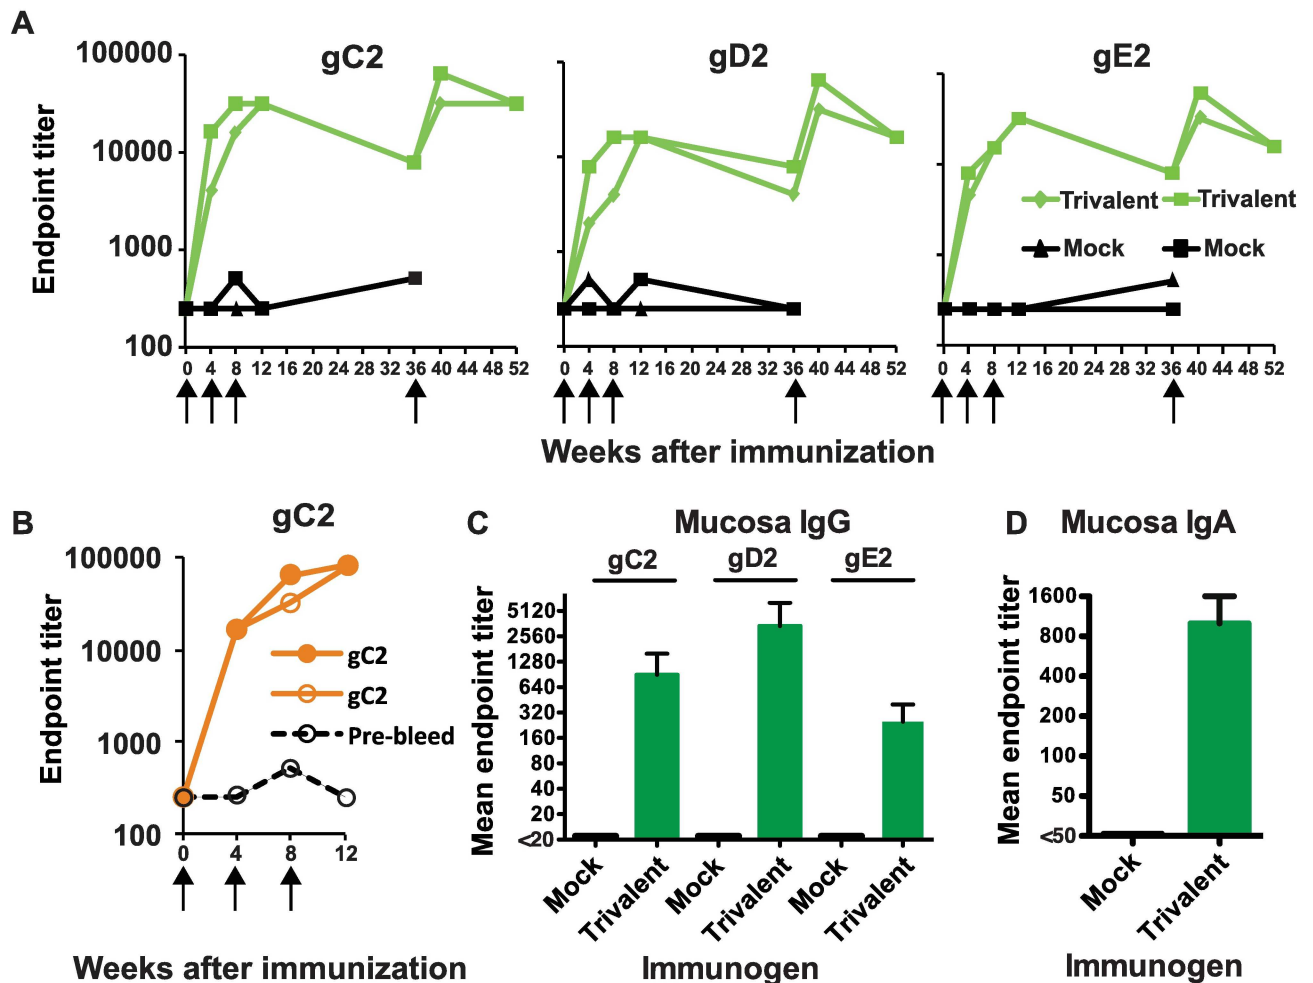 A
gC2
gD2
gE2
Endpoint titer
100000
10000
1000
100
0 4 8 12 16 20 24 28 32 36 40 44 48 52
0 4 8 12 16 20 24 28 32 36 40 44 48 52
0 4 8 12 16 20 24 28 32 36 40 44 48 52
Trivalent Trivalent
Mock Mock
Weeks after immunization
B
gC2
Endpoint titer
100000
10000
1000
100
gC2
gC2
Pre-bleed
0 4 8 12
Weeks after immunization
C
Mucosa IgG
gC2 gD2 gE2
Mean endpoint titer
5120
2560
1280
640
320
160
80
40
20
<20
Mock Trivalent Mock Trivalent Mock Trivalent
Immunogen
D
Mucosa IgA
Mean endpoint titer
1600
800
400
200
100
50
<50
Mock Trivalent
Immunogen